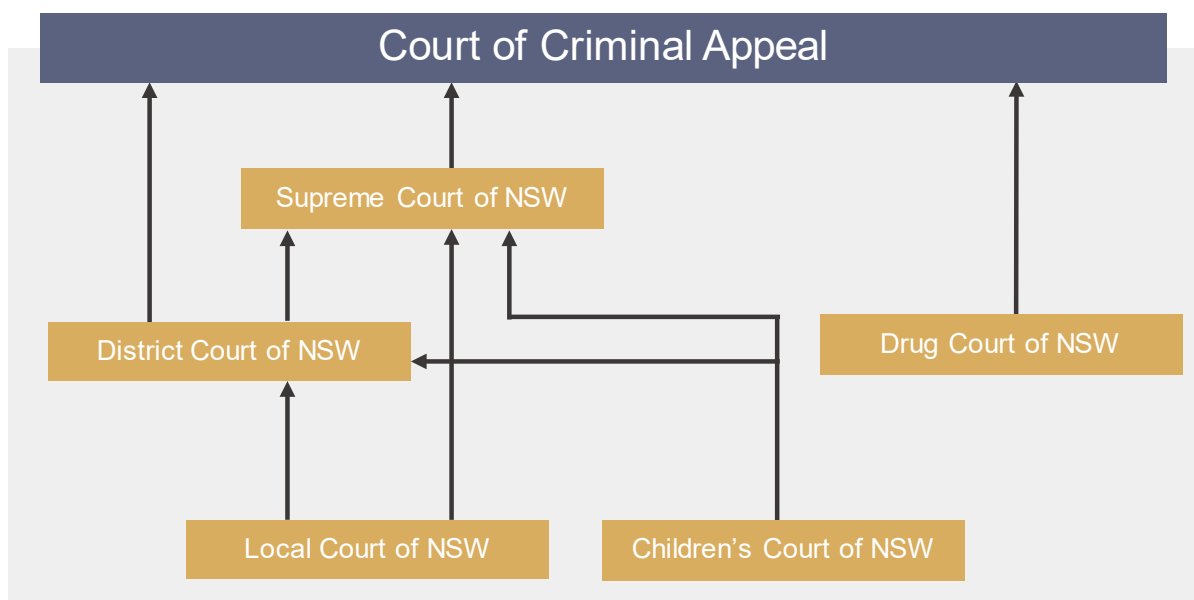 Court of Criminal Appeal
Supreme Court of NSW
District Court of NSW
Drug Court of NSW
Local Court of NSW
Children’s Court of NSW